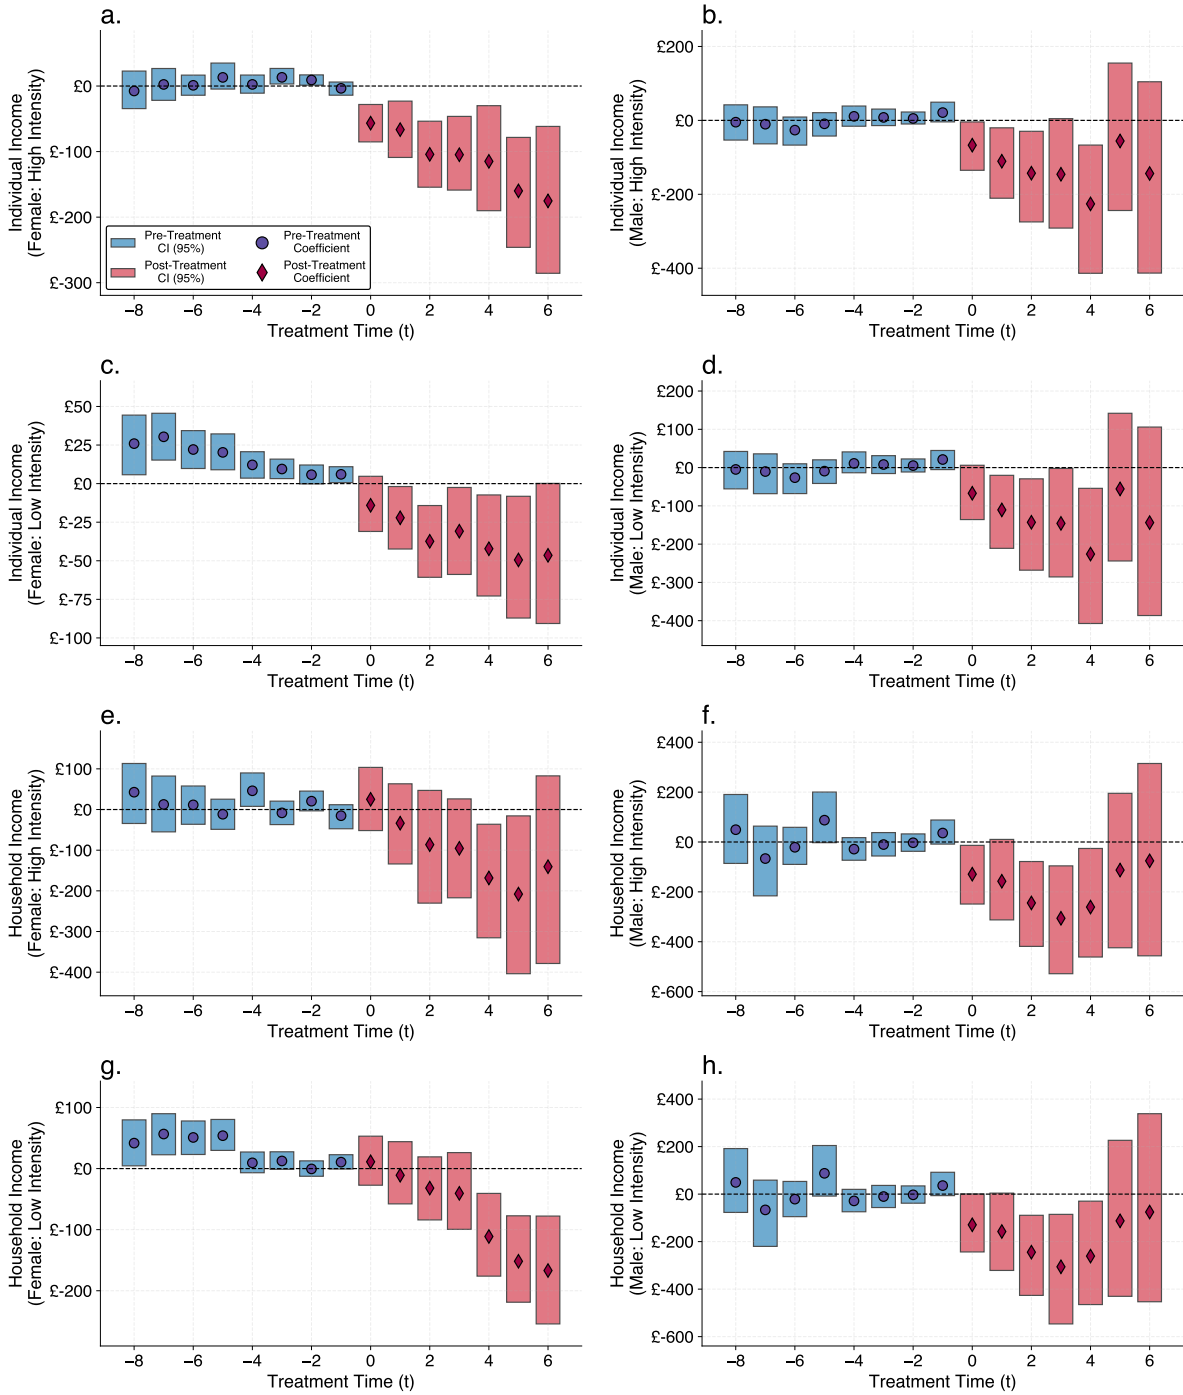 a.
Individual Income
(Female: High Intensity)
£0
£-100
£-200
£-300
Pre-Treatment
CI (95%)
Pre-Treatment
Coefficient
Post-Treatment
CI (95%)
Post-Treatment
Coefficient
−8 −6 −4 −2 0 2 4 6
Treatment Time (t)
b.
Individual Income
(Male: High Intensity)
£200
£0
£-200
£-400
−8 −6 −4 −2 0 2 4 6
Treatment Time (t)
c.
Individual Income
(Female: Low Intensity)
£50
£25
£0
£-25
£-50
£-75
£-100
−8 −6 −4 −2 0 2 4 6
Treatment Time (t)
d.
Individual Income
(Male: Low Intensity)
£200
£100
£0
£-100
£-200
£-300
£-400
−8 −6 −4 −2 0 2 4 6
Treatment Time (t)
e.
Household Income
(Female: High Intensity)
£100
£0
£-100
£-200
£-300
£-400
−8 −6 −4 −2 0 2 4 6
Treatment Time (t)
f.
Household Income
(Male: High Intensity)
£400
£200
£0
£-200
£-400
£-600
−8 −6 −4 −2 0 2 4 6
Treatment Time (t)
g.
Household Income
(Female: Low Intensity)
£100
£0
£-100
£-200
−8 −6 −4 −2 0 2 4 6
Treatment Time (t)
h.
Household Income
(Male: Low Intensity)
£400
£200
£0
£-200
£-400
£-600
−8 −6 −4 −2 0 2 4 6
Treatment Time (t)